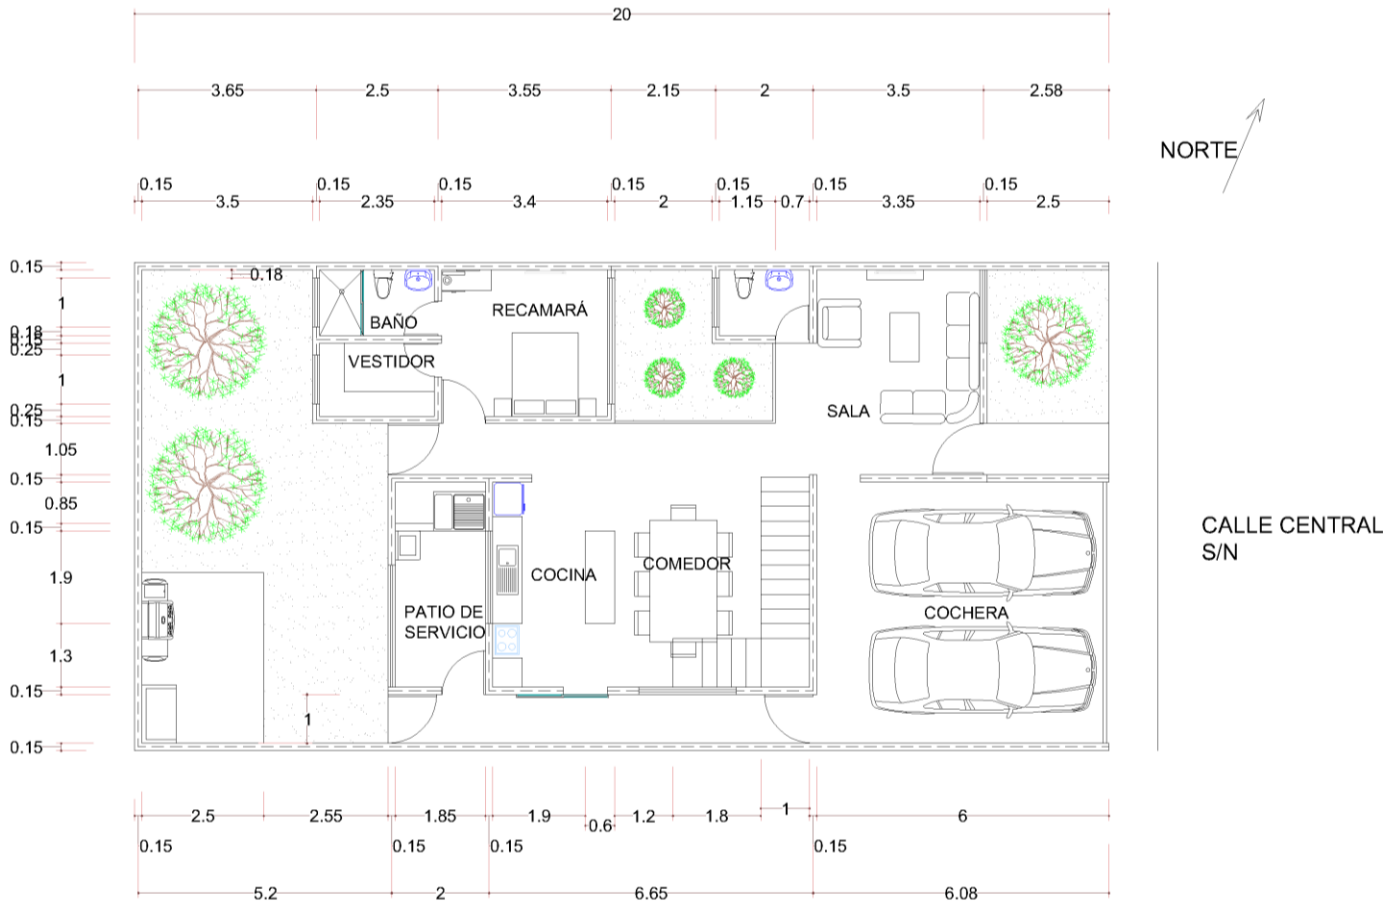 20
3.65 2.5 3.55 2.15 2 3.5 2.58
NORTE
0.15 0.15 0.15 0.15 0.15 0.15 0.15
3.5 2.35 3.4 2 1.15 0.7 3.35 2.5
0.15
0.18
1
RECAMARÁ
BAÑO
0.18
0.15
0.25
VESTIDOR
1
0.25
SALA
0.15
1.05
0.15
0.85
0.15
CALLE CENTRAL
S/N
COMEDOR
COCINA
1.9
PATIO DE
SERVICIO
COCHERA
1.3
0.15
1
0.15
2.5 2.55 1.85 1.9 0.6 1.2 1.8 1 6
0.15 0.15 0.15 0.15
5.2 2 6.65 6.08